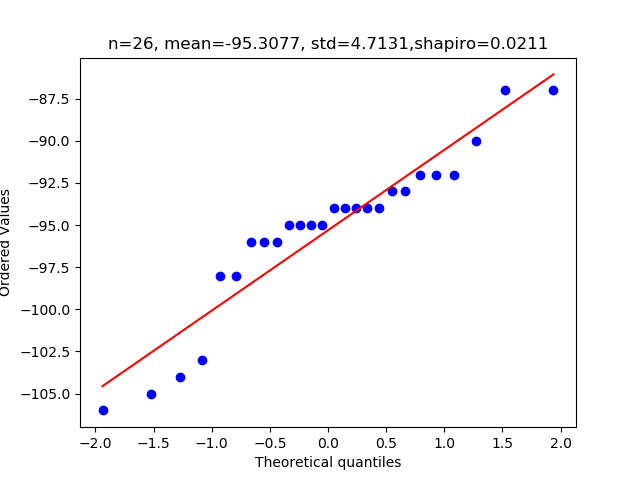 n=26, mean=-95.3077, std=4.7131,shapiro=0.0211
Ordered Values
−87.5
−90.0
−92.5
−95.0
−97.5
−100.0
−102.5
−105.0
−2.0 −1.5 −1.0 −0.5 0.0 0.5 1.0 1.5 2.0
Theoretical quantiles